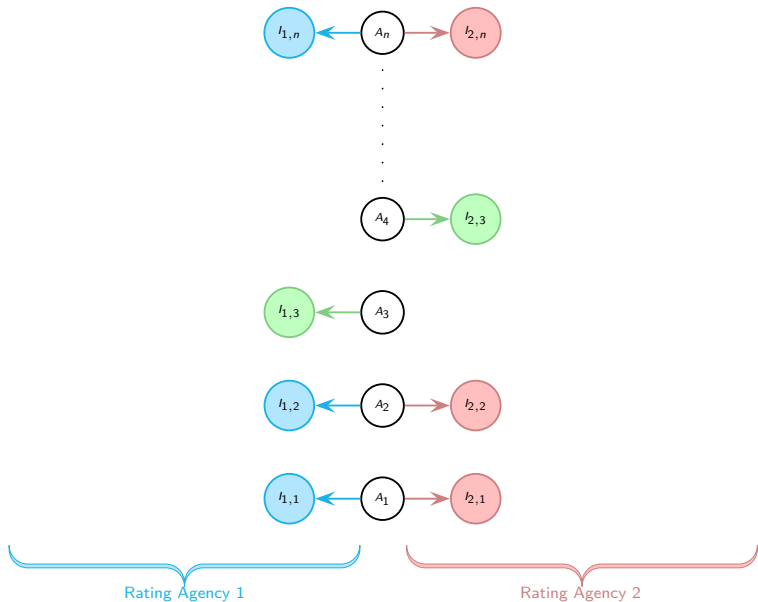 I1,n An I2,n
A4 I2,3
I1,3 A3
I1,2 A2 I2,2
I1,1 A1 I2,1
Rating Agency 1 Rating Agency 2